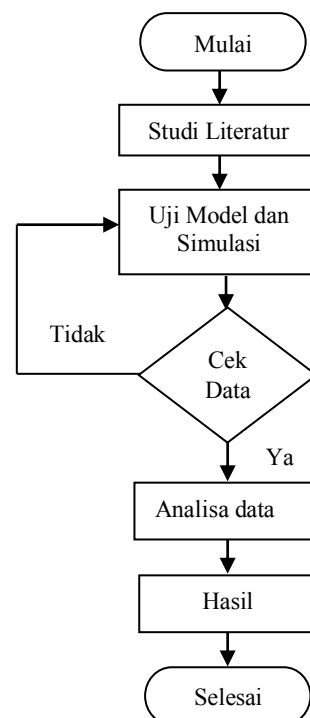 Mulai
Studi Literatur
Uji Model dan
Simulasi
Tidak
Cek
Data
Ya
Analisa data
Hasil
Selesai